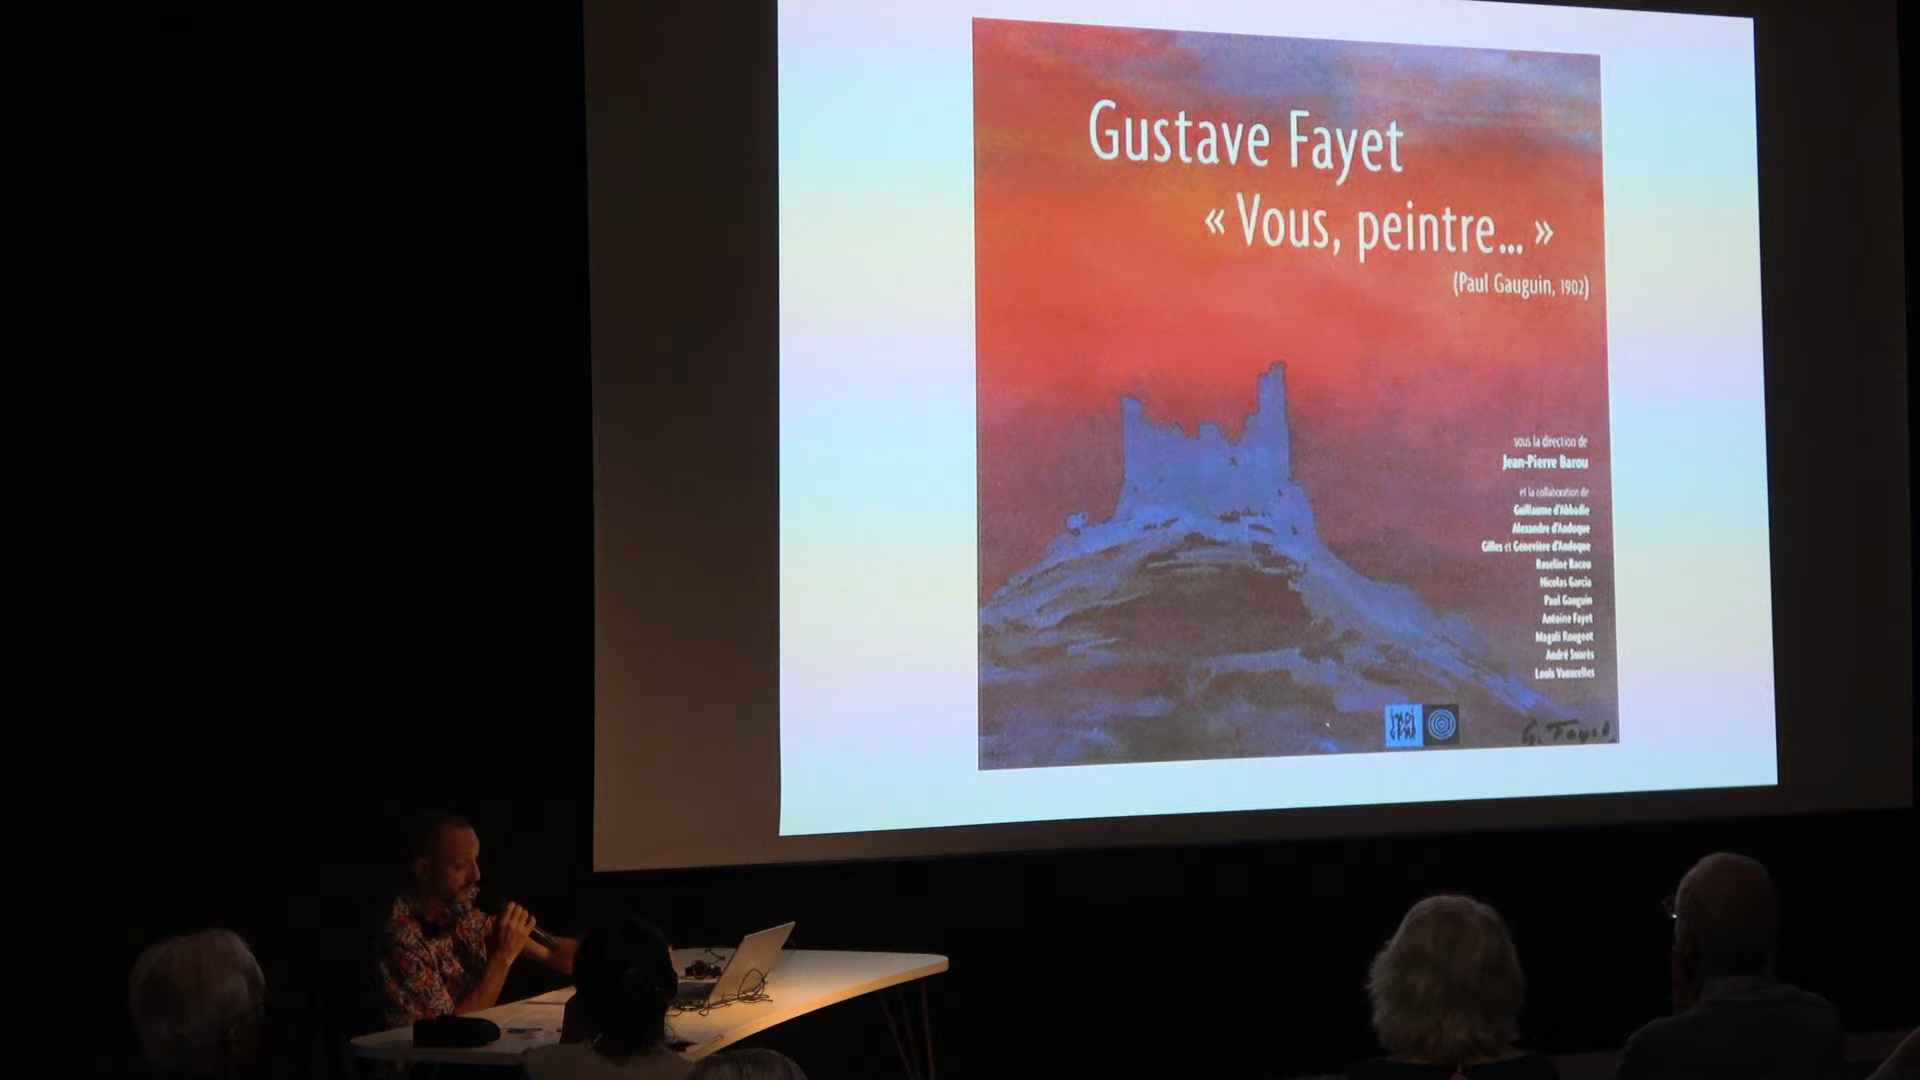 Gustave Fayet
« Vous, peintre... »
(Paul Gauguin, 1902)
sous la direction de
Jean-Pierre Barou
et la collaboration de
Guillaume d'Abbadie
Alexandre d'Andoque
Gilles et Geneviève d'Andoque
Roseline Bacou
Nicolas Garcia
Paul Gauguin
Antoine Fayet
Magali Rougeot
André Suarès
Louis Vauxcelles
indi
gène
G. Fayet